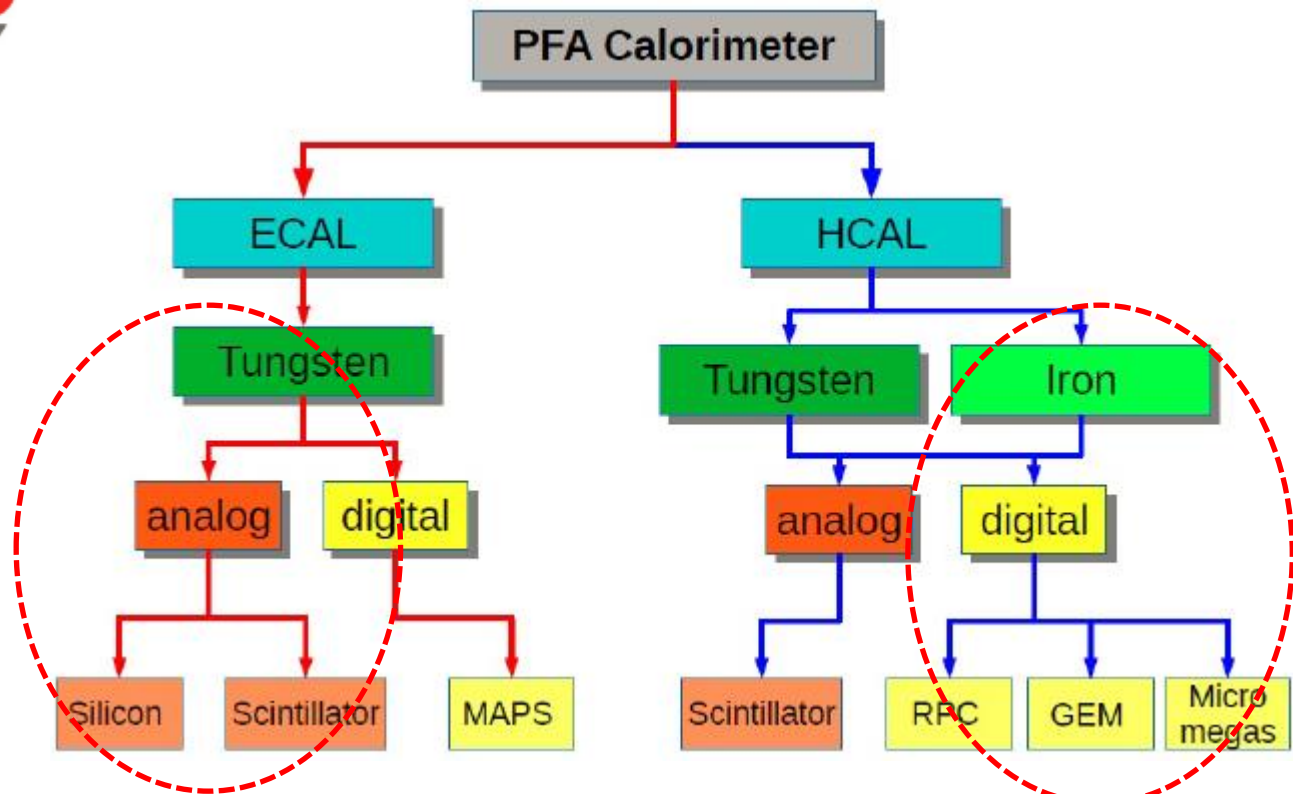 PFA Calorimeter
ECAL
HCAL
Tungsten
Tungsten
Iron
analog
digital
analog
digital
Silicon
Scintillator
MAPS
Scintillator
RPC
GEM
Micro
megas